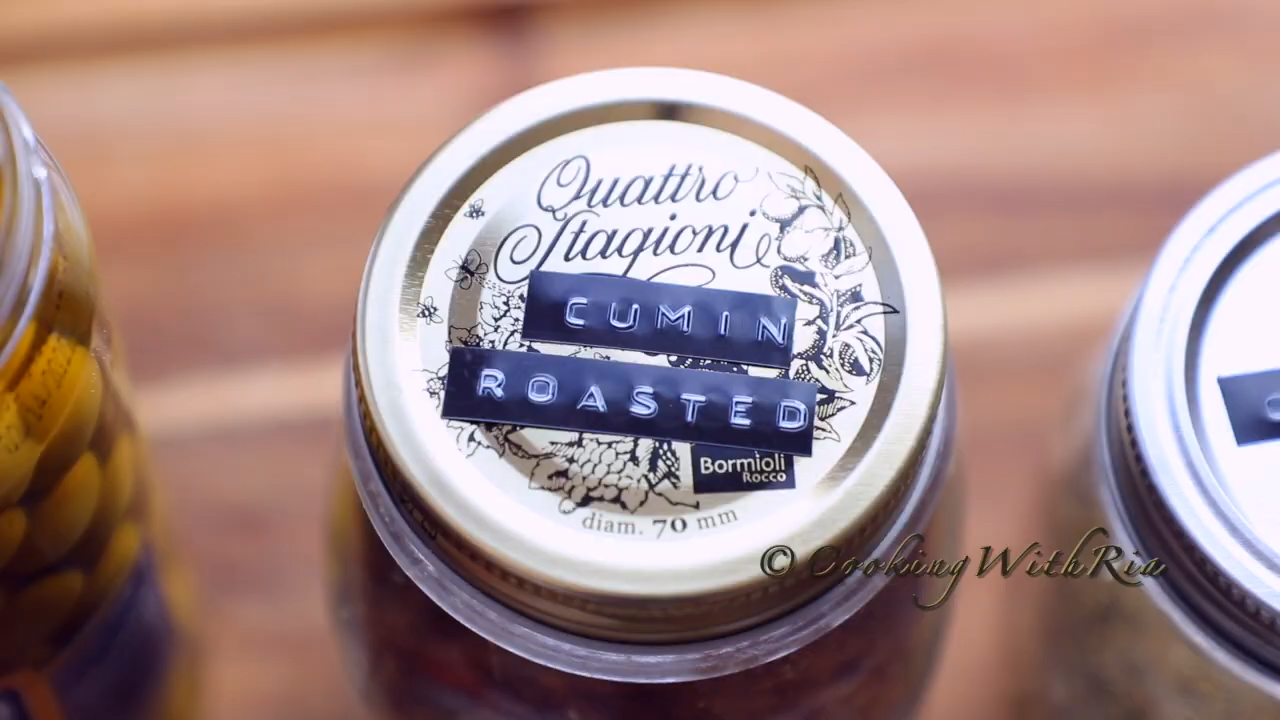 Quattro
Stagioni
CUMIN
ROASTED
Bormioli
Rocco
diam. 70 mm
© CookingWithRia